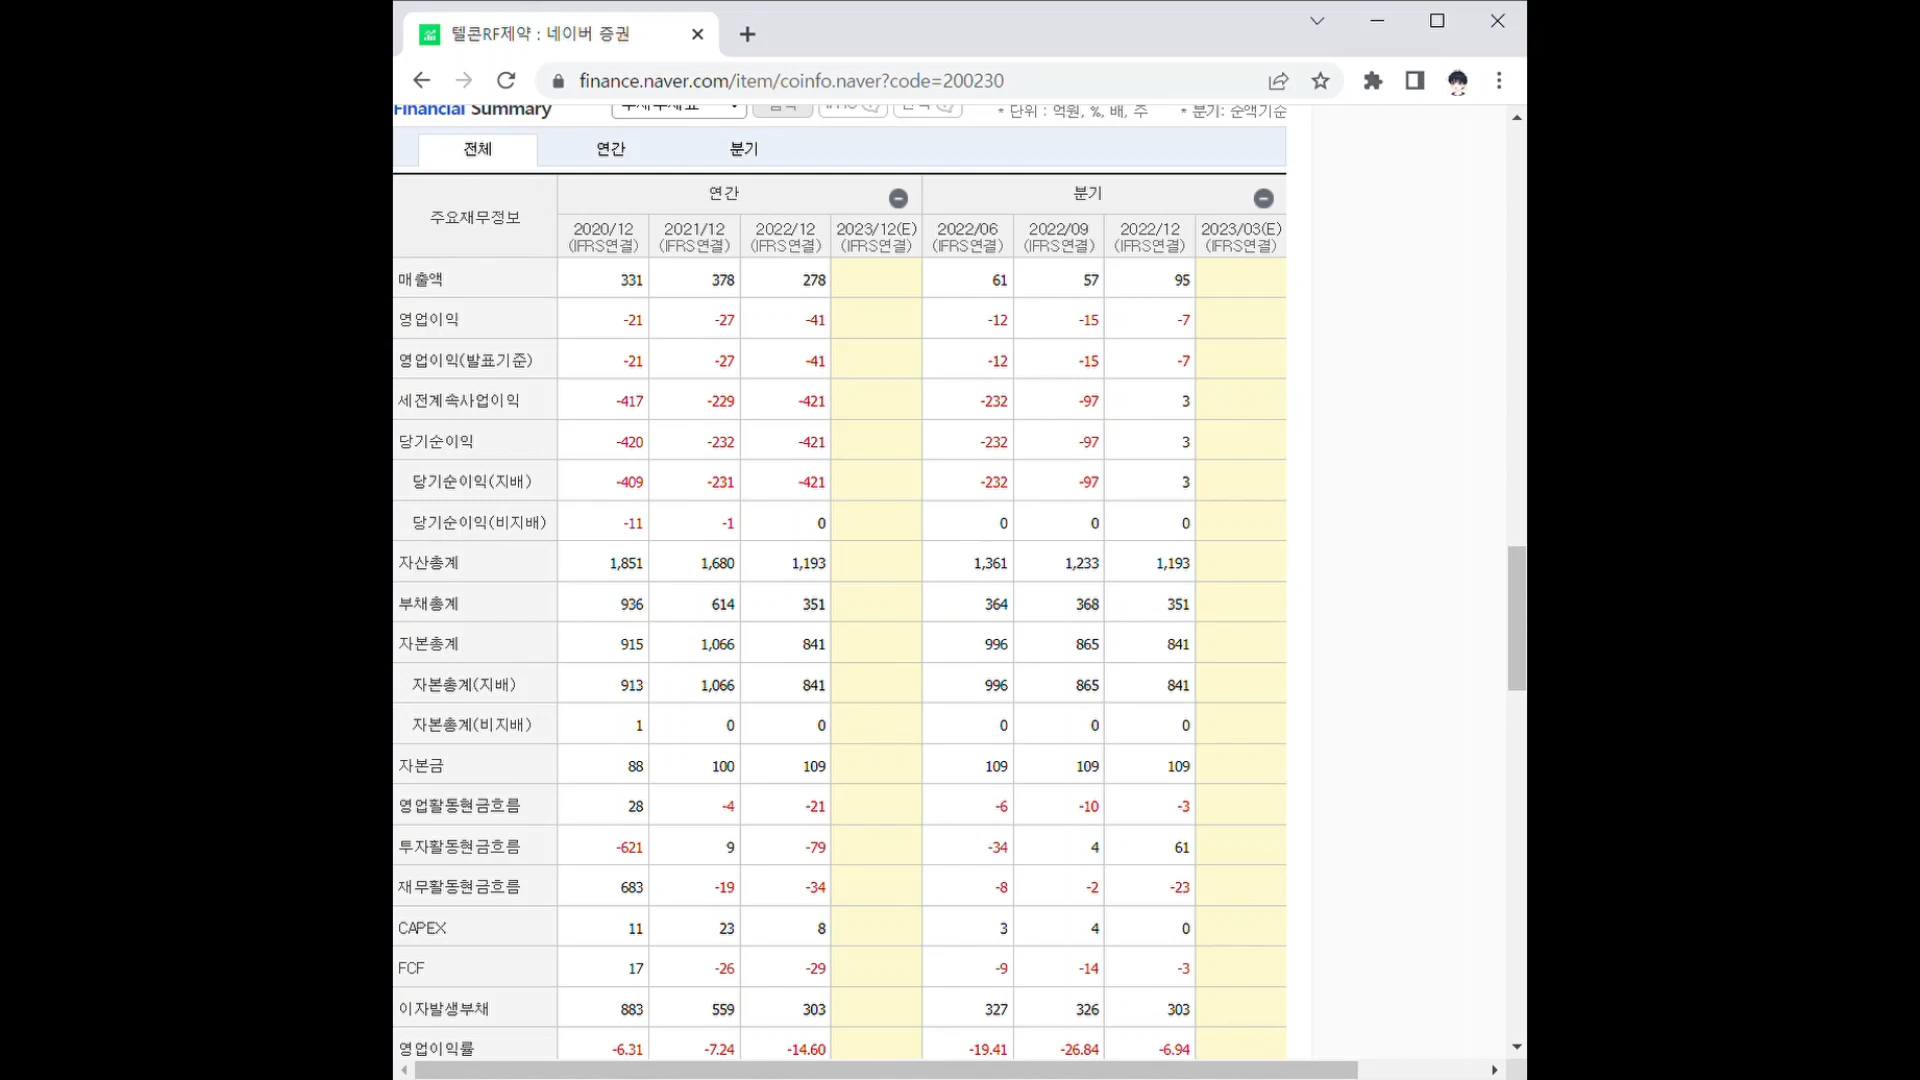 텔콘RF제약 : 네이버 증권
finance.naver.com/item/coinfo.naver?code=200230
Financial Summary * 단위 : 억원, %, 배, 주 * 분기: 순액기준
전체 연간 분기
주요재무정보 연간 분기
2020/12 2021/12 2022/12 2023/12(E) 2022/06 2022/09 2022/12 2023/03(E)
(IFRS연결) (IFRS연결) (IFRS연결) (IFRS연결) (IFRS연결) (IFRS연결) (IFRS연결) (IFRS연결)
매출액 331 378 278 61 57 95
영업이익 -21 -27 -41 -12 -15 -7
영업이익(발표기준) -21 -27 -41 -12 -15 -7
세전계속사업이익 -417 -229 -421 -232 -97 3
당기순이익 -420 -232 -421 -232 -97 3
당기순이익(지배) -409 -231 -421 -232 -97 3
당기순이익(비지배) -11 -1 0 0 0 0
자산총계 1,851 1,680 1,193 1,361 1,233 1,193
부채총계 936 614 351 364 368 351
자본총계 915 1,066 841 996 865 841
자본총계(지배) 913 1,066 841 996 865 841
자본총계(비지배) 1 0 0 0 0 0
자본금 88 100 109 109 109 109
영업활동현금흐름 28 -4 -21 -6 -10 -3
투자활동현금흐름 -621 9 -79 -34 4 61
재무활동현금흐름 683 -19 -34 -8 -2 -23
CAPEX 11 23 8 3 4 0
FCF 17 -26 -29 -9 -14 -3
이자발생부채 883 559 303 327 326 303
영업이익률 -6.31 -7.24 -14.60 -19.41 -26.84 -6.94